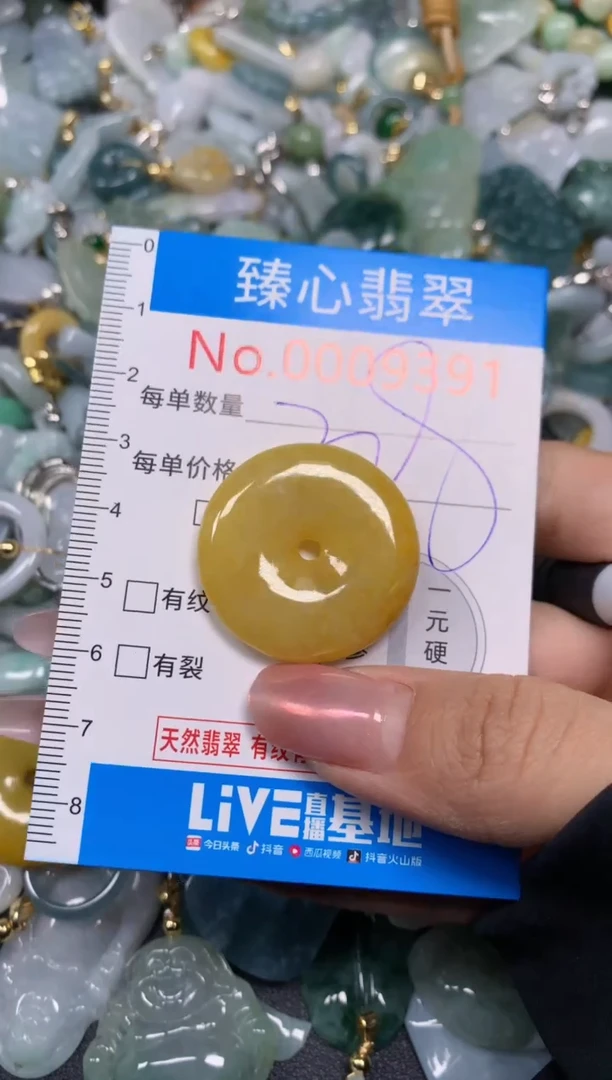 臻心翡翠
No.0009391
每单数量
每单价格
有纹
一元硬
有裂
天然翡翠 有纹
LiVE直播基地
今日头条 抖音 西瓜视频 抖音火山版
0
1
2
3
4
5
6
7
8